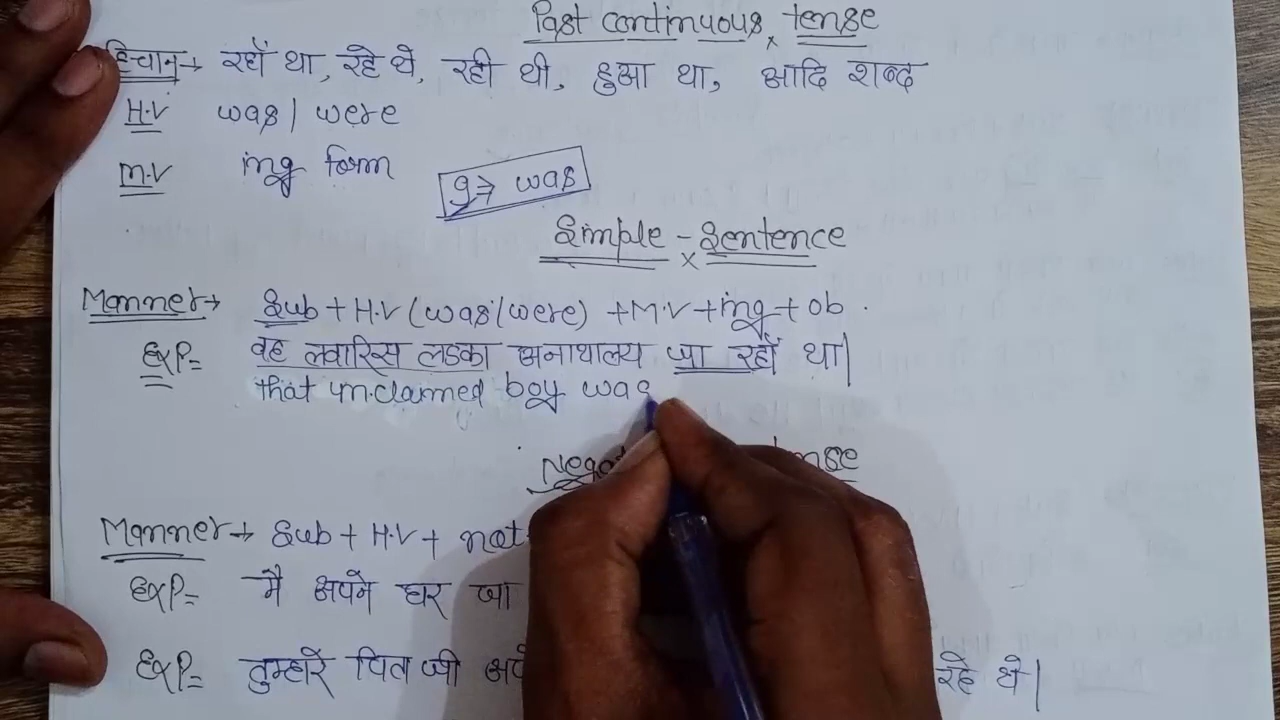 Past continuous tense
हिचान → रहाँ था, रहे थे, रही थी, हुआ था, आदि शब्द
H.V was / were
M.V ing form
I → was
Simple - Sentence
Manner → Sub + H.V (was/were) + M.V + ing + ob.
Exp = वह लवारिस लडका अनाथालय जा रहाँ था।
that unclaimed boy was
Manner → Sub + H.V + not
Exp = मै अपने घर जा
Exp = तुम्हारे पिता जी रहे थे।